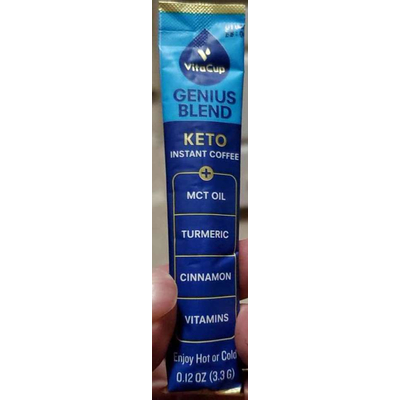 VitaCup
GENIUS
BLEND
KETO
INSTANT COFFEE
+
MCT OIL
TURMERIC
CINNAMON
VITAMINS
Enjoy Hot or Cold
0.12 OZ (3.3 G)